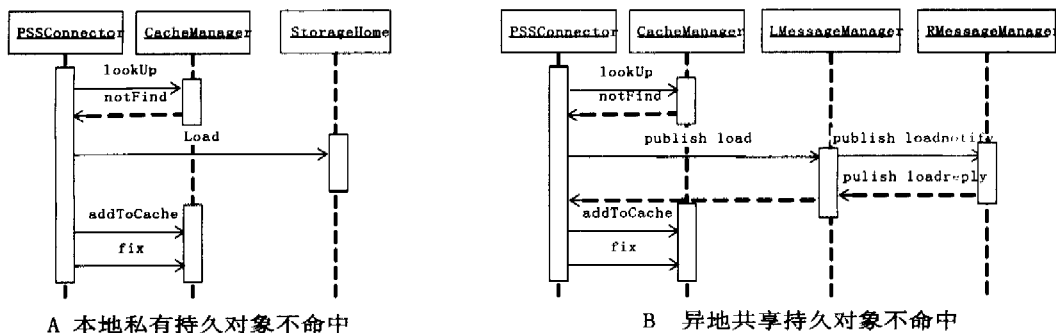 PSSConnector
CacheManager
StorageHome
lookUp
notFind
Load
addToCache
fix
A 本地私有持久对象不命中
PSSConnector
CacheManager
LMessageManager
RMessageManager
lookUp
notFind
publish load
publish loadnotify
pulish loadreply
addToCache
fix
B 异地共享持久对象不命中